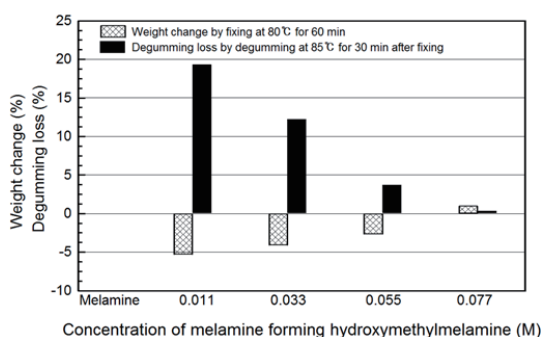 Weight change by fixing at 80℃ for 60 min
Degumming loss by degumming at 85℃ for 30 min after fixing
Weight change (%)
Degumming loss (%)
25
20
15
10
5
0
-5
-10
Melamine 0.011 0.033 0.055 0.077
Concentration of melamine forming hydroxymethylmelamine (M)